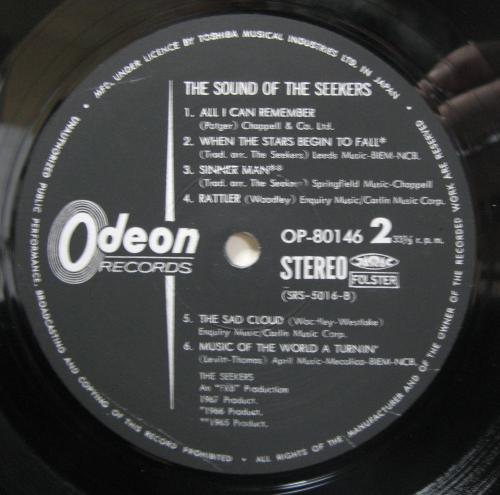 MFD. UNDER LICENCE BY TOSHIBA MUSICAL INDUSTRIES LTD. IN JAPAN
UNAUTHORIZED PUBLIC PERFORMANCE, BROADCASTING AND COPYING OF THIS RECORD PROHIBITED • ALL RIGHTS OF THE MANUFACTURER AND OF THE OWNER OF THE RECORDED WORK ARE RESERVED
THE SOUND OF THE SEEKERS
1. ALL I CAN REMEMBER
(Potger) Chappell & Co. Ltd.
2. WHEN THE STARS BEGIN TO FALL*
(Trad. arr. The Seekers) Leeds Music-BIEM-NCB.
3. SINNER MAN**
(Trad. arr. The Seeker) Springfield Music-Chappell
4. RATTLER (Woodley) Enquiry Music/Carlin Music Corp.
Odeon
RECORDS
OP-80146 2 33⅓ r.p.m.
STEREO
FOLSTER
(SRS-5016-B)
5. THE SAD CLOUD (Woodley-Westlake)
Enquiry Music/Carlin Music Corp.
6. MUSIC OF THE WORLD A TURNIN'
(Levitt-Thomas) April Music-Mecolico-BIEM-NCB.
THE SEEKERS
An "FXB" Production
1967 Product.
*1966 Product.
**1965 Product.